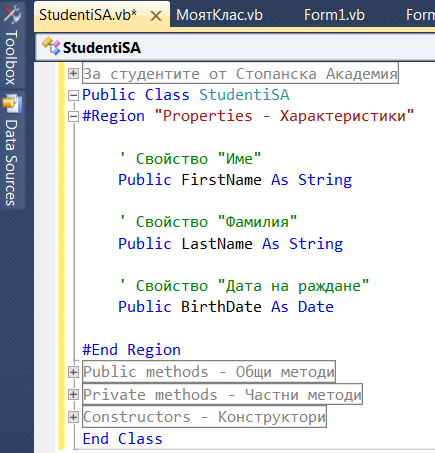 StudentiSA.vb* МоятКлас.vb Form1.vb Form
Toolbox
Data Sources
StudentiSA
За студентите от Стопанска Академия
Public Class StudentiSA
#Region "Properties - Характеристики"
' Свойство "Име"
Public FirstName As String
' Свойство "Фамилия"
Public LastName As String
' Свойство "Дата на раждане"
Public BirthDate As Date
#End Region
Public methods - Общи методи
Private methods - Частни методи
Constructors - Конструктори
End Class